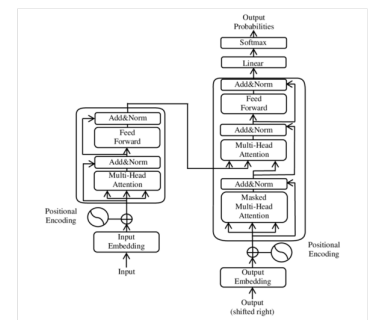 Output
Probabilities
Softmax
Linear
Add&Norm
Feed
Forward
Add&Norm
Multi-Head
Attention
Add&Norm
Masked
Multi-Head
Attention
Positional
Encoding
Output
Embedding
Output
(shifted right)
Add&Norm
Feed
Forward
Add&Norm
Multi-Head
Attention
Positional
Encoding
Input
Embedding
Input